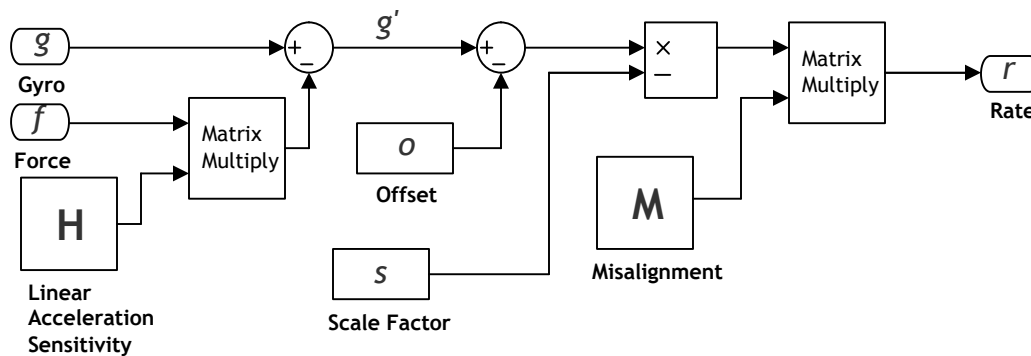 g
Gyro
f
Force
H
Linear
Acceleration
Sensitivity
Matrix
Multiply
+
−
g'
+
−
o
Offset
s
Scale Factor
×
−
M
Misalignment
Matrix
Multiply
r
Rate